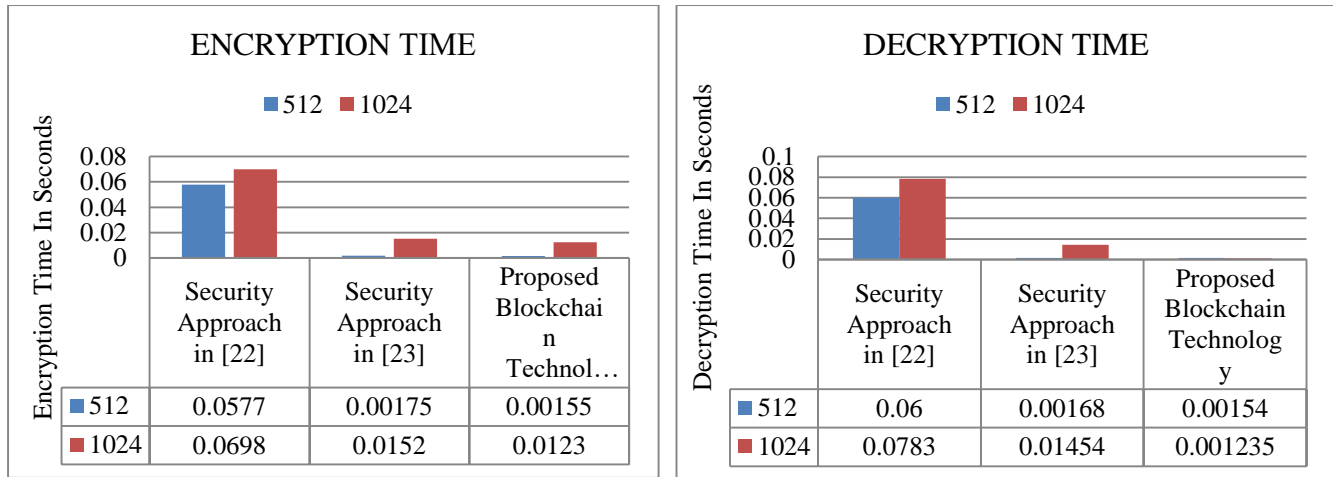 ENCRYPTION TIME
512 1024
Encryption Time In Seconds
0.08
0.06
0.04
0.02
0
Security Approach in [22]
Security Approach in [23]
Proposed Blockchai n Technol…
512 0.0577 0.00175 0.00155
1024 0.0698 0.0152 0.0123
DECRYPTION TIME
512 1024
Decryption Time In Seconds
0.1
0.08
0.06
0.04
0.02
0
Security Approach in [22]
Security Approach in [23]
Proposed Blockchain Technolog y
512 0.06 0.00168 0.00154
1024 0.0783 0.01454 0.001235